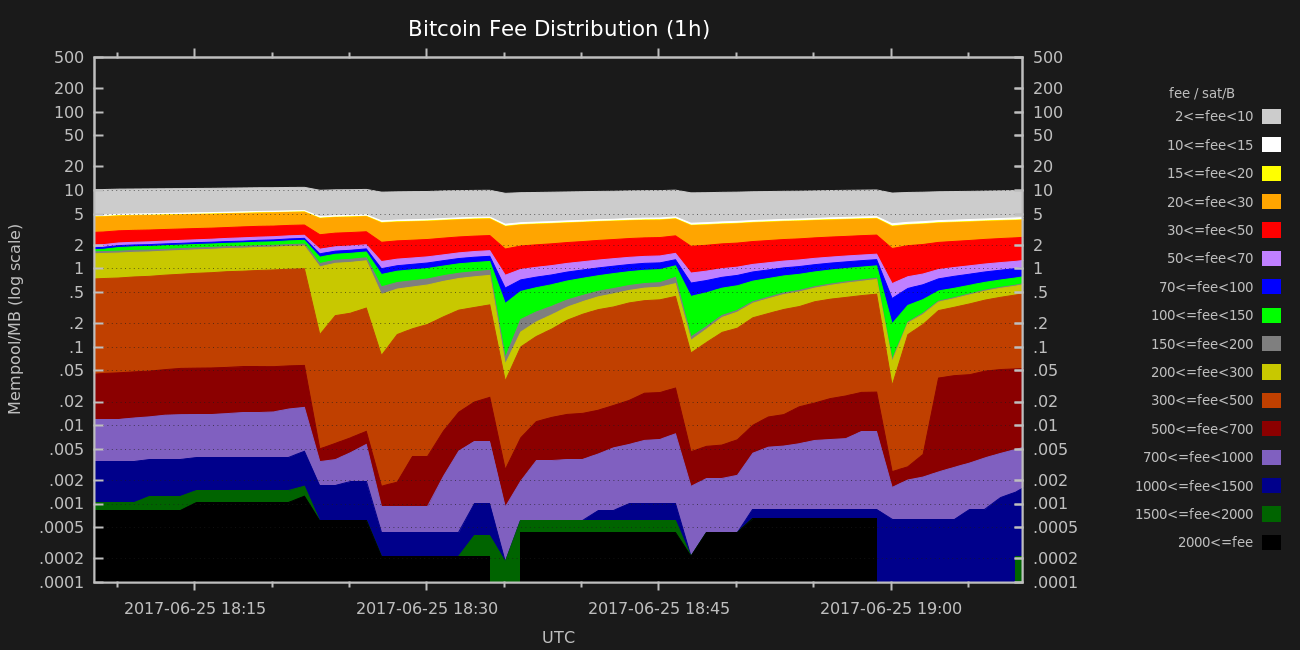 Bitcoin Fee Distribution (1h)
Mempool/MB (log scale)
500
200
100
50
20
10
5
2
1
.5
.2
.1
.05
.02
.01
.005
.002
.001
.0005
.0002
.0001
500
200
100
50
20
10
5
2
1
.5
.2
.1
.05
.02
.01
.005
.002
.001
.0005
.0002
.0001
2017-06-25 18:15
2017-06-25 18:30
2017-06-25 18:45
2017-06-25 19:00
UTC
fee / sat/B
2<=fee<10
10<=fee<15
15<=fee<20
20<=fee<30
30<=fee<50
50<=fee<70
70<=fee<100
100<=fee<150
150<=fee<200
200<=fee<300
300<=fee<500
500<=fee<700
700<=fee<1000
1000<=fee<1500
1500<=fee<2000
2000<=fee